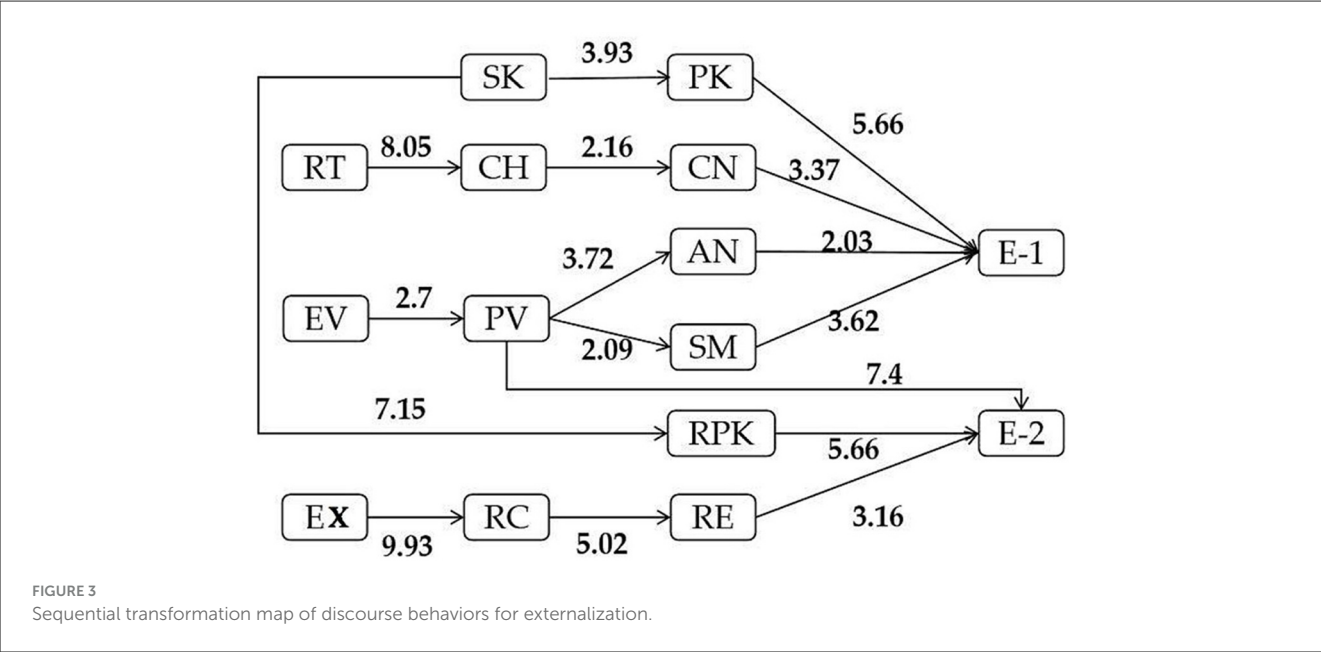 3.93
SK
PK
5.66
8.05
2.16
3.37
RT
CH
CN
AN
2.03
E-1
3.72
2.7
EV
PV
2.09
SM
3.62
7.4
7.15
RPK
5.66
E-2
EX
RC
RE
9.93
5.02
3.16
FIGURE 3
Sequential transformation map of discourse behaviors for externalization.